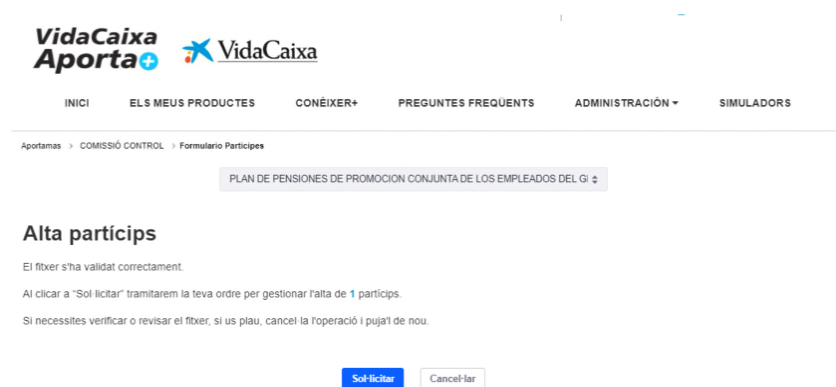 VidaCaixa
Aporta+
VidaCaixa
INICI ELS MEUS PRODUCTES CONÈIXER+ PREGUNTES FREQÜENTS ADMINISTRACIÓN SIMULADORS
Aportamas > COMISSIÓ CONTROL > Formulario Participes
PLAN DE PENSIONES DE PROMOCION CONJUNTA DE LOS EMPLEADOS DEL G
Alta partícips
El fitxer s'ha validat correctament.
Al clicar a "Sol·licitar" tramitarem la teva ordre per gestionar l'alta de 1 partícips.
Si necessites verificar o revisar el fitxer, si us plau, cancel·la l'operació i puja'l de nou.
Sol·licitar Cancel·lar